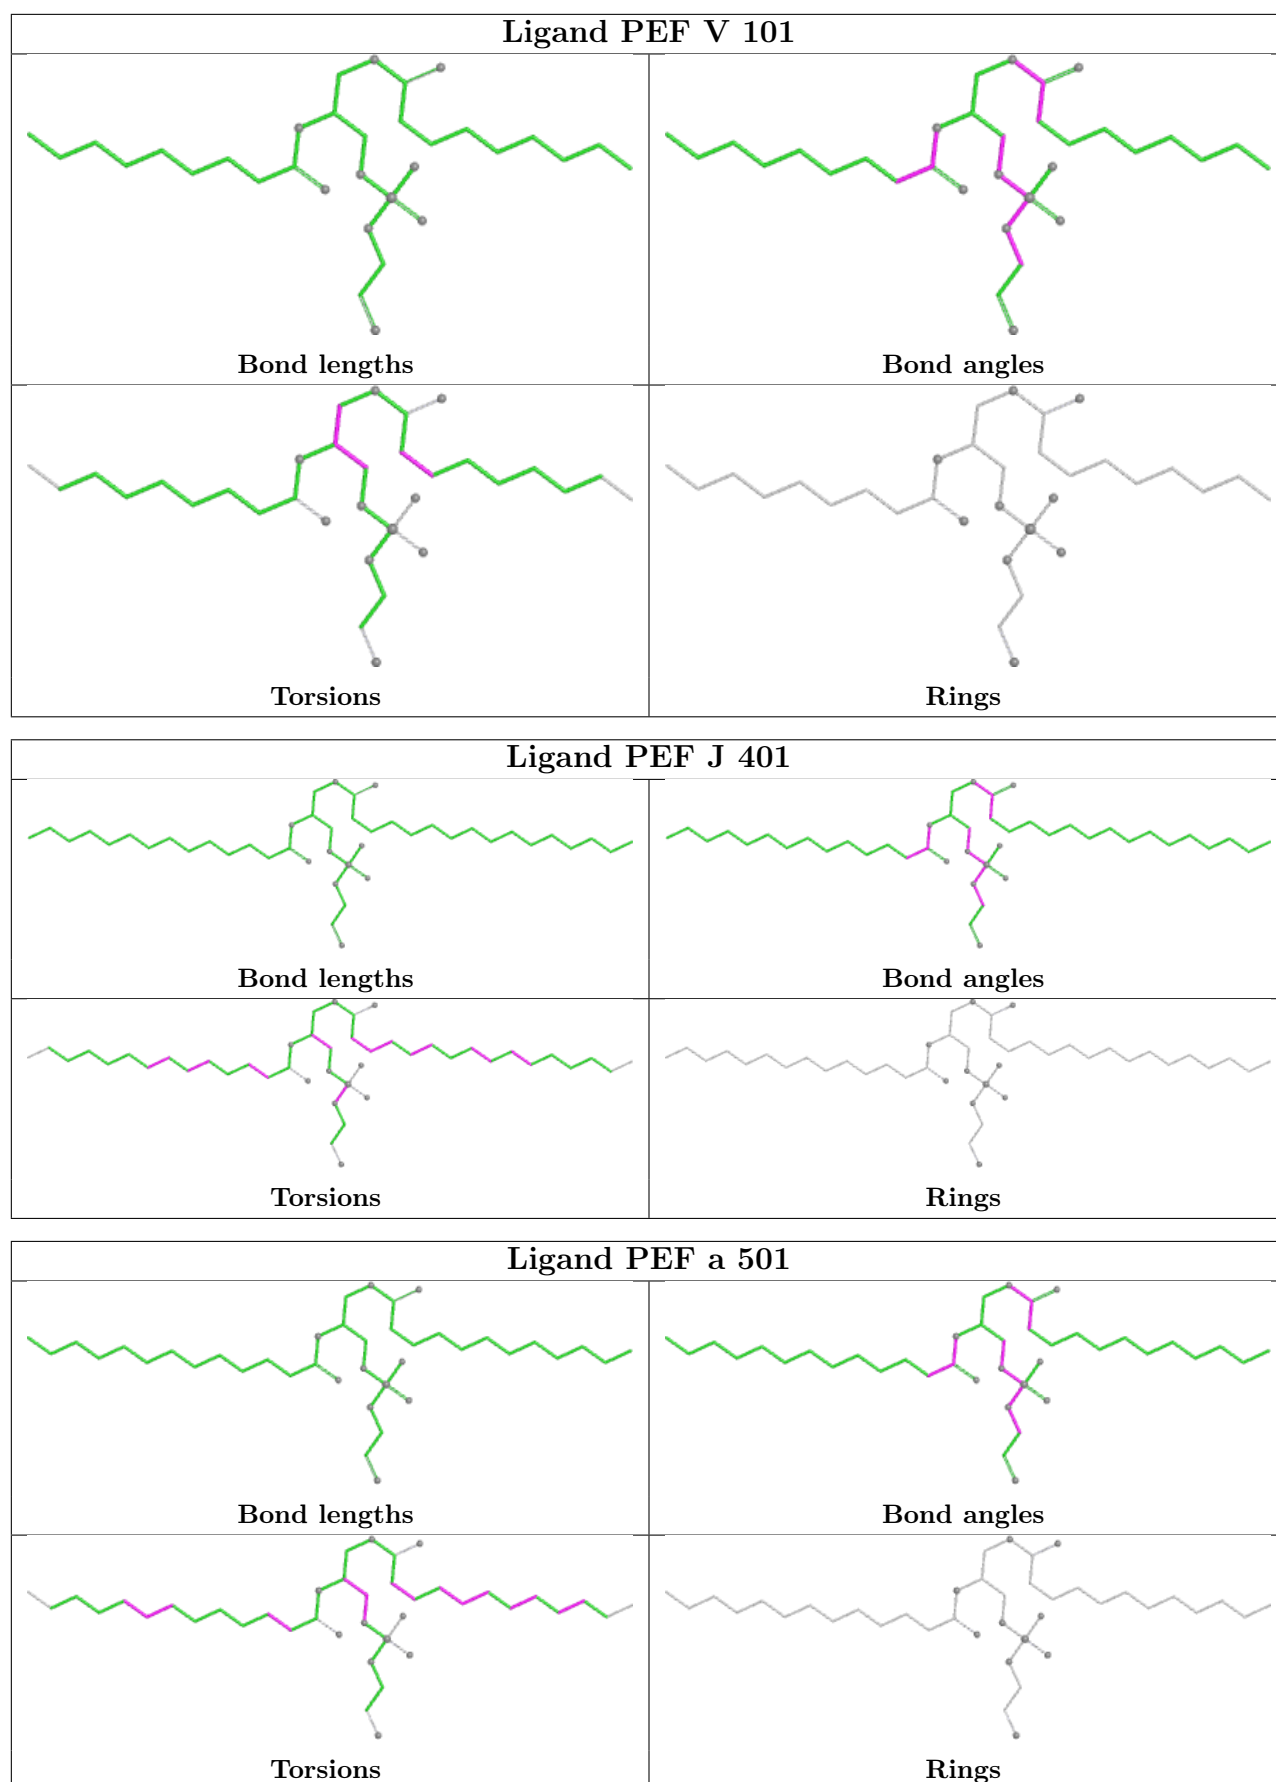 Ligand PEF V 101
Bond lengths
Bond angles
Torsions
Rings
Ligand PEF J 401
Bond lengths
Bond angles
Torsions
Rings
Ligand PEF a 501
Bond lengths
Bond angles
Torsions
Rings